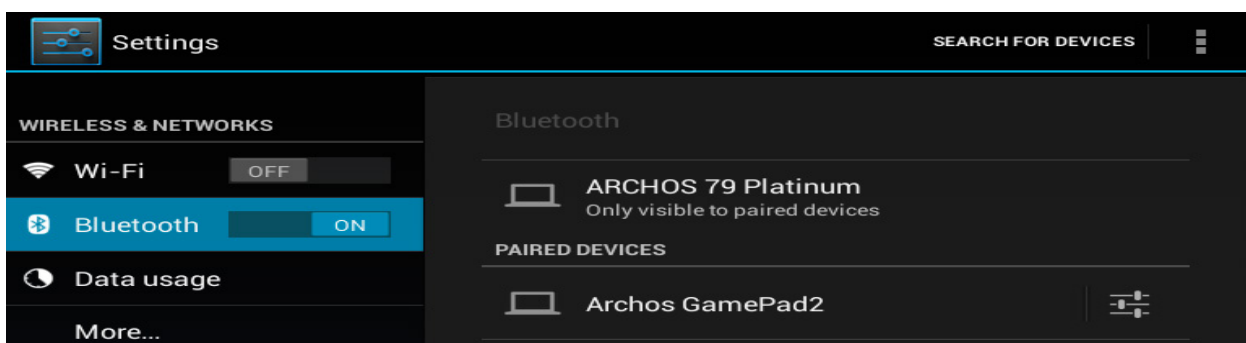 Settings
SEARCH FOR DEVICES
WIRELESS & NETWORKS
Wi-Fi OFF
Bluetooth ON
Data usage
More...
Bluetooth
ARCHOS 79 Platinum
Only visible to paired devices
PAIRED DEVICES
Archos GamePad2